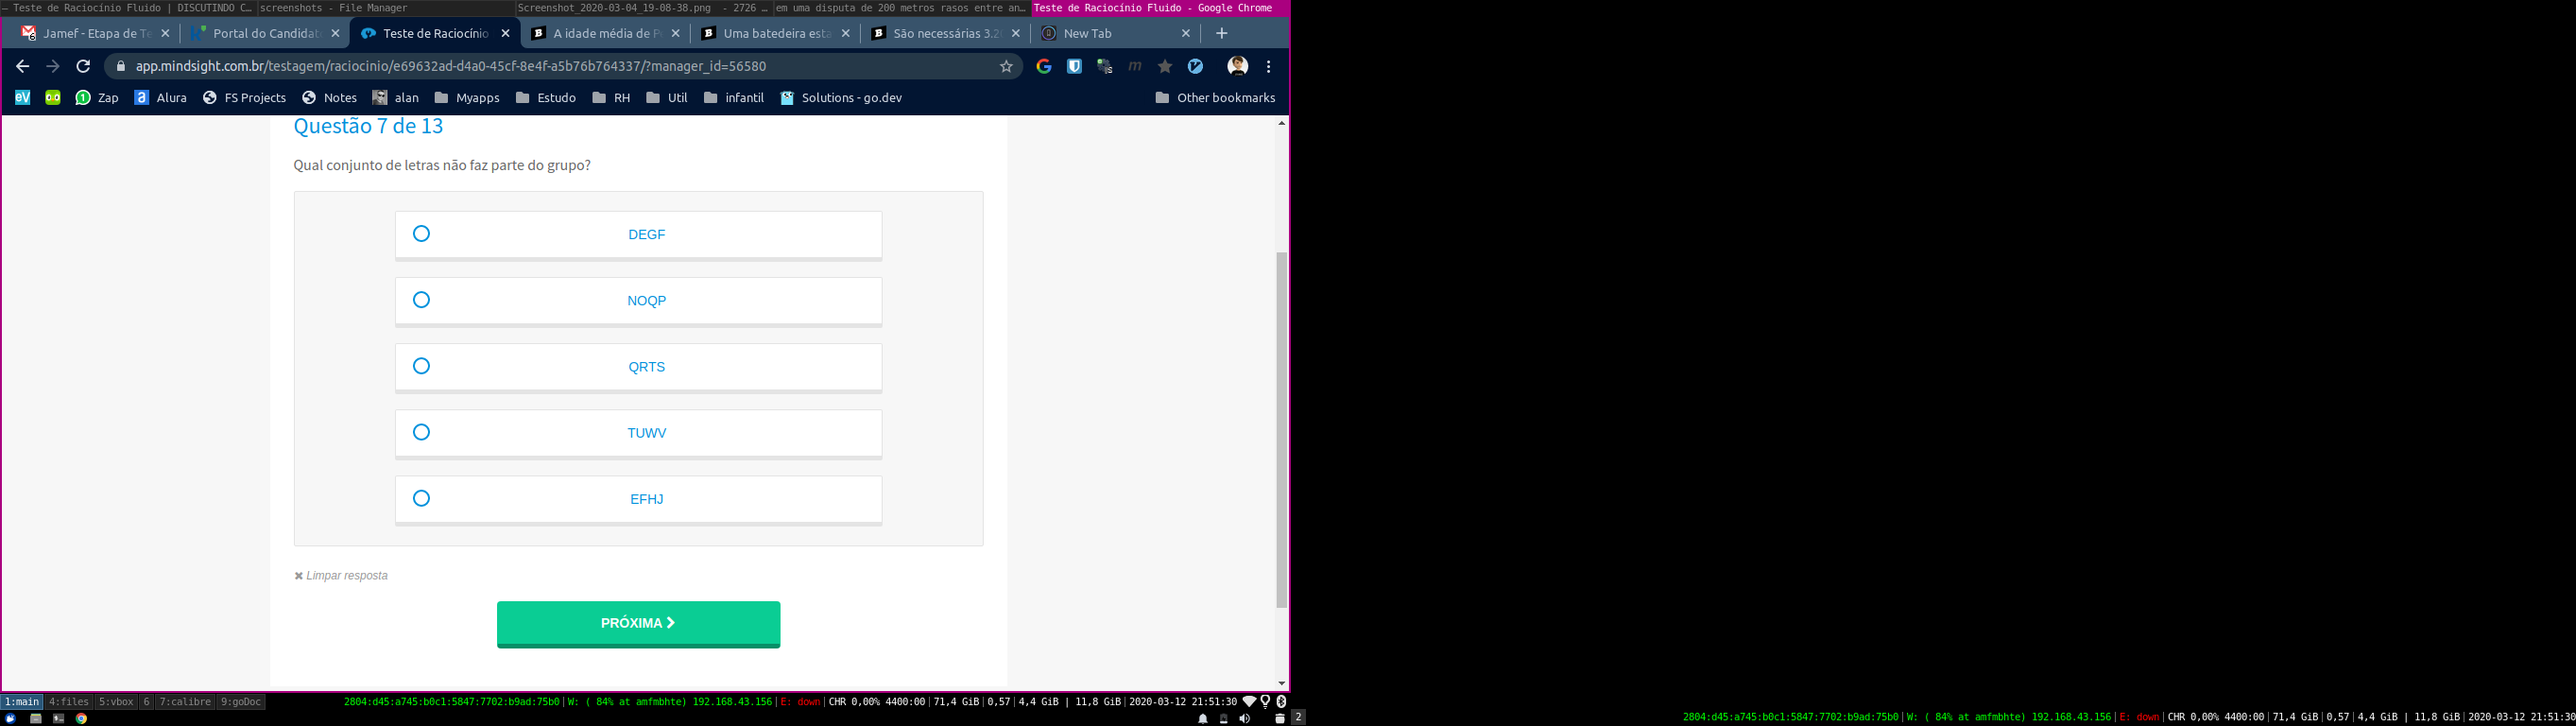 — Teste de Raciocínio Fluido | DISCUTINDO C… screenshots - File Manager Screenshot_2020-03-04_19-08-38.png - 2726 … em uma disputa de 200 metros rasos entre an… Teste de Raciocínio Fluido - Google Chrome
Jamef - Etapa de Te Portal do Candidat Teste de Raciocínio A idade média de P Uma batedeira esta São necessárias 3.2 New Tab
app.mindsight.com.br/testagem/raciocinio/e69632ad-d4a0-45cf-8e4f-a5b76b764337/?manager_id=56580
eV Zap Alura FS Projects Notes alan Myapps Estudo RH Util infantil Solutions - go.dev Other bookmarks
Questão 7 de 13
Qual conjunto de letras não faz parte do grupo?
DEGF
NOQP
QRTS
TUWV
EFHJ
✖ Limpar resposta
PRÓXIMA
1:main 4:files 5:vbox 6 7:calibre 9:goDoc 2804:d45:a745:b0c1:5847:7702:b9ad:75b0|W: ( 84% at amfmbhte) 192.168.43.156|E: down|CHR 0,00% 4400:00|71,4 GiB|0,57|4,4 GiB | 11,8 GiB|2020-03-12 21:51:30
2 2804:d45:a745:b0c1:5847:7702:b9ad:75b0|W: ( 84% at amfmbhte) 192.168.43.156|E: down|CHR 0,00% 4400:00|71,4 GiB|0,57|4,4 GiB | 11,8 GiB|2020-03-12 21:51:30